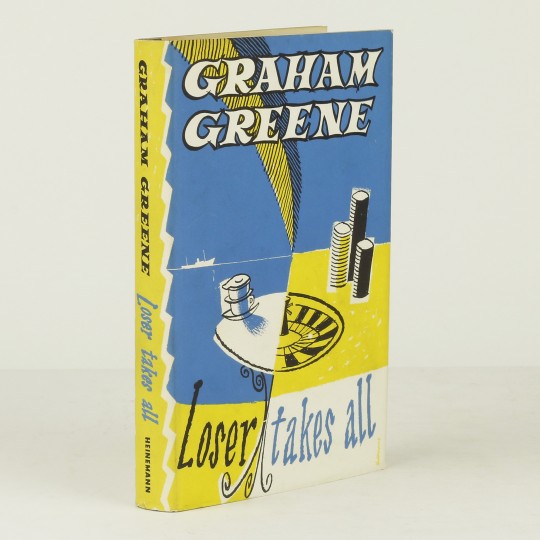 GRAHAM
GREENE
Loser takes all
GRAHAM GREENE
Loser takes all
HEINEMANN